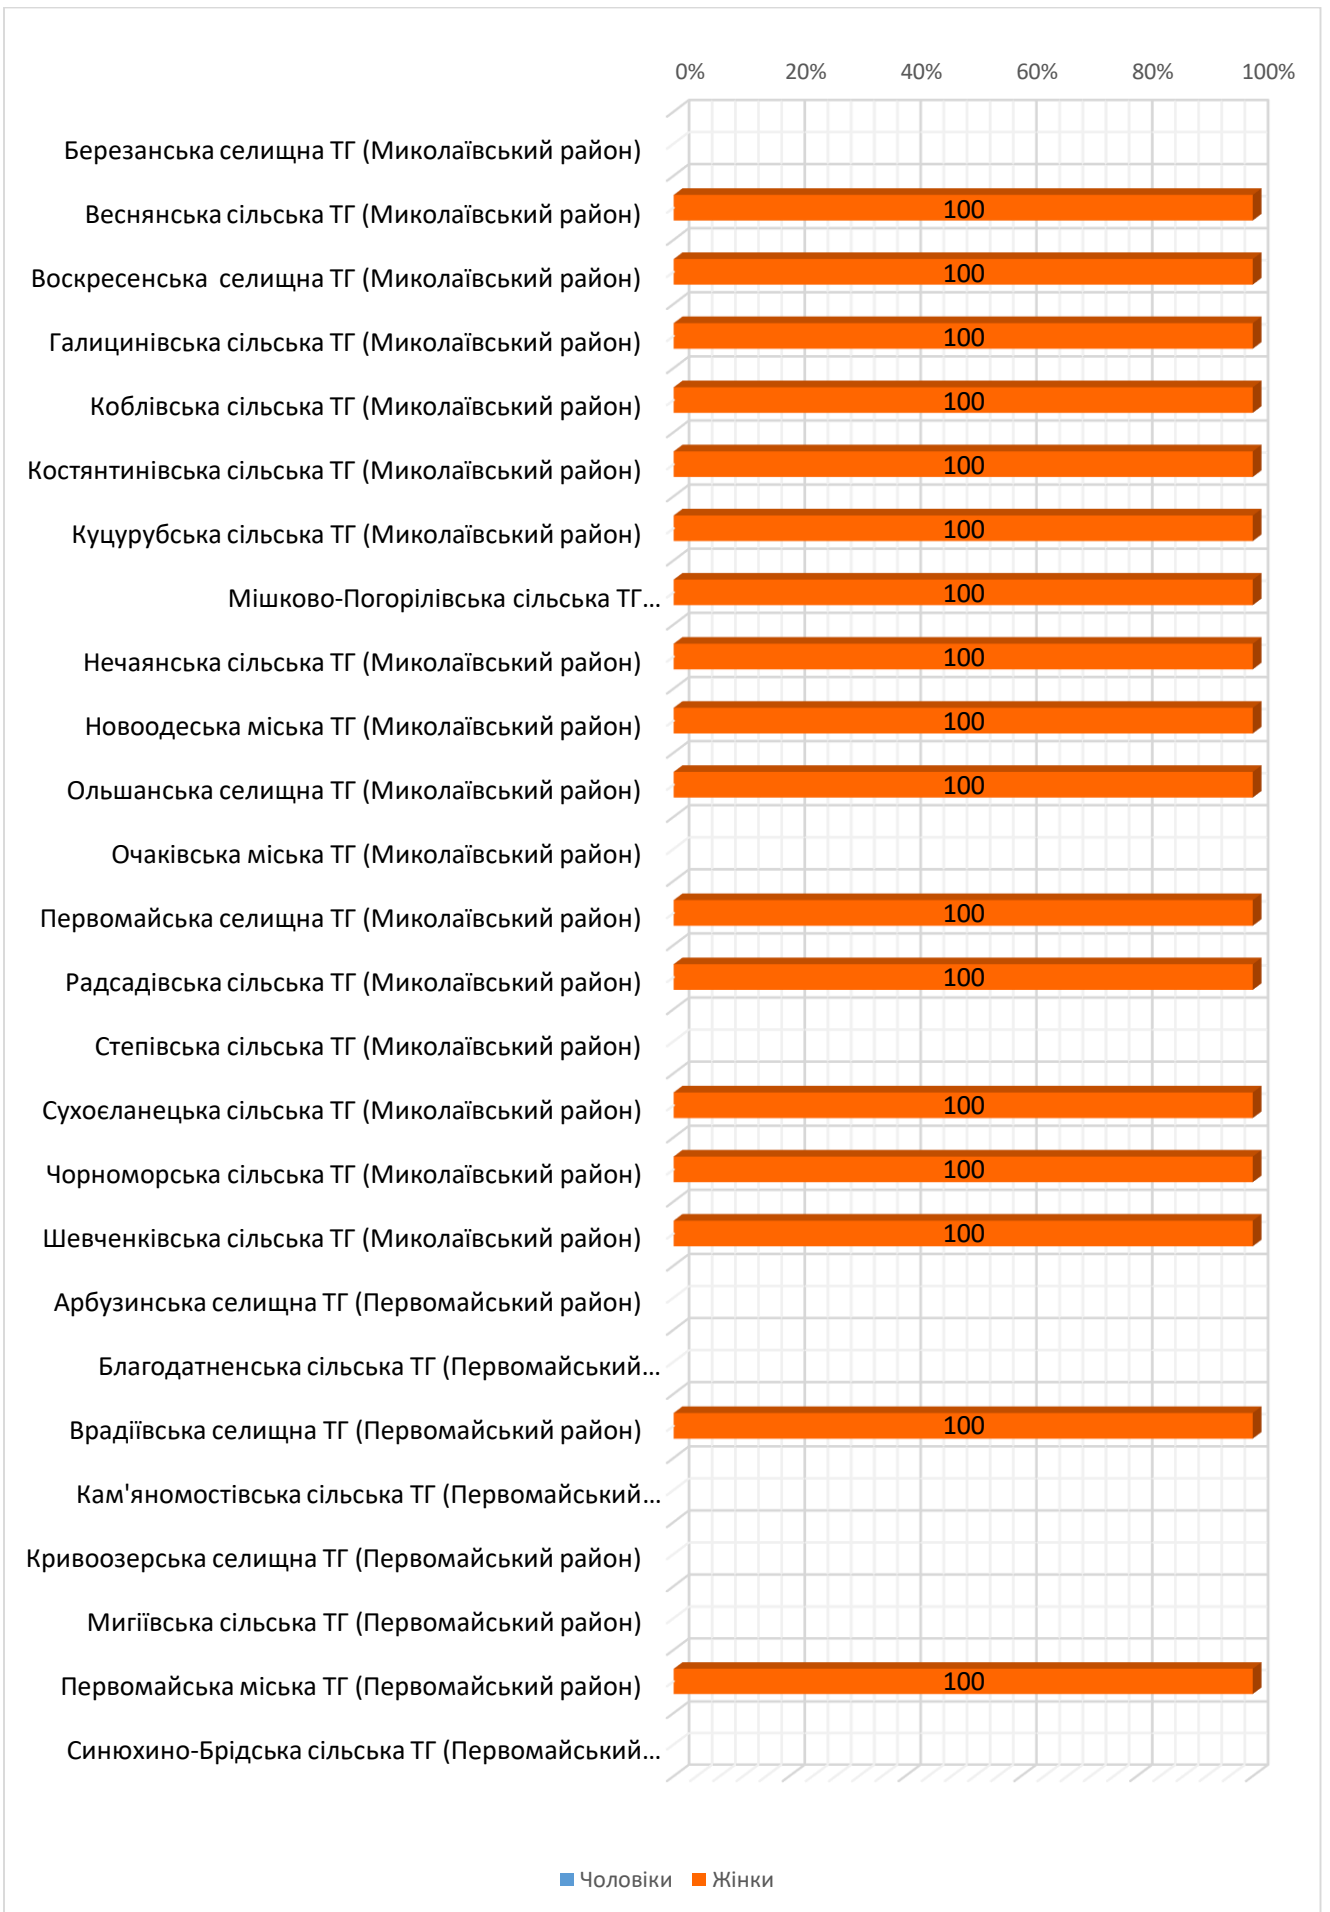 0% 20% 40% 60% 80% 100%
Березанська селищна ТГ (Миколаївський район)
Веснянська сільська ТГ (Миколаївський район) 100
Воскресенська селищна ТГ (Миколаївський район) 100
Галицинівська сільська ТГ (Миколаївський район) 100
Коблівська сільська ТГ (Миколаївський район) 100
Костянтинівська сільська ТГ (Миколаївський район) 100
Куцурубська сільська ТГ (Миколаївський район) 100
Мішково-Погорілівська сільська ТГ… 100
Нечаянська сільська ТГ (Миколаївський район) 100
Новоодеська міська ТГ (Миколаївський район) 100
Ольшанська селищна ТГ (Миколаївський район) 100
Очаківська міська ТГ (Миколаївський район)
Первомайська селищна ТГ (Миколаївський район) 100
Радсадівська сільська ТГ (Миколаївський район) 100
Степівська сільська ТГ (Миколаївський район)
Сухоєланецька сільська ТГ (Миколаївський район) 100
Чорноморська сільська ТГ (Миколаївський район) 100
Шевченківська сільська ТГ (Миколаївський район) 100
Арбузинська селищна ТГ (Первомайський район)
Благодатненська сільська ТГ (Первомайський…
Врадіївська селищна ТГ (Первомайський район) 100
Кам'яномостівська сільська ТГ (Первомайський…
Кривоозерська селищна ТГ (Первомайський район)
Мигіївська сільська ТГ (Первомайський район)
Первомайська міська ТГ (Первомайський район) 100
Синюхино-Брідська сільська ТГ (Первомайський…
Чоловіки Жінки